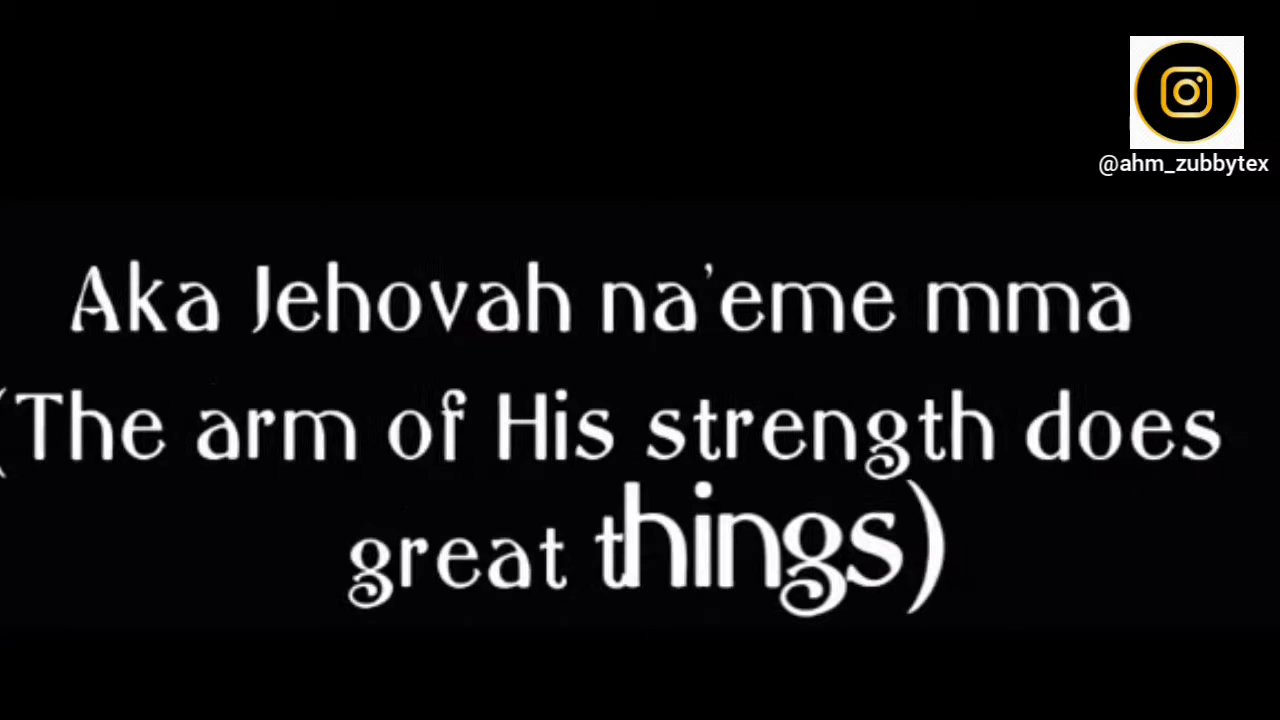 @ahm_zubbytex
Aka Jehovah na'eme mma
(The arm of His strength does
great things)